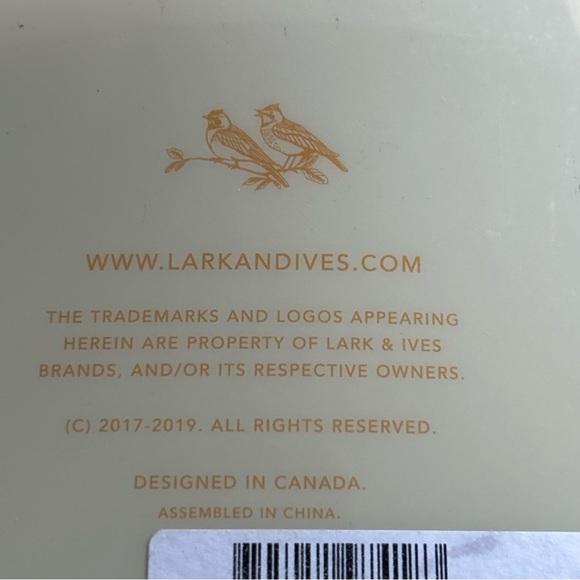 WWW.LARKANDIVES.COM
THE TRADEMARKS AND LOGOS APPEARING
HEREIN ARE PROPERTY OF LARK & IVES
BRANDS, AND/OR ITS RESPECTIVE OWNERS.
(C) 2017-2019. ALL RIGHTS RESERVED.
DESIGNED IN CANADA.
ASSEMBLED IN CHINA.